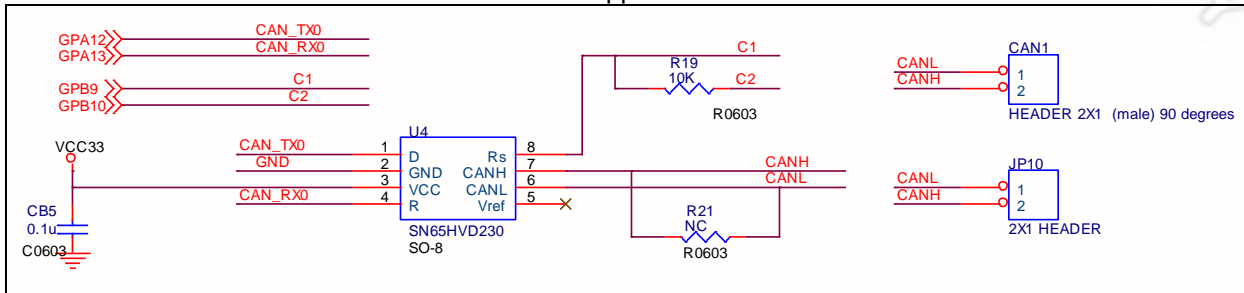 GPA12 CAN_TX0
GPA13 CAN_RX0
GPB9 C1
GPB10 C2
VCC33
CB5
0.1u
C0603
U4
CAN_TX0 1 D Rs 8
GND 2 GND CANH 7 CANH
3 VCC CANL 6 CANL
CAN_RX0 4 R Vref 5
SN65HVD230
SO-8
C1
R19
10K C2
R0603
R21
NC
R0603
CAN1
CANL 1
CANH 2
HEADER 2X1 (male) 90 degrees
JP10
CANL 1
CANH 2
2X1 HEADER